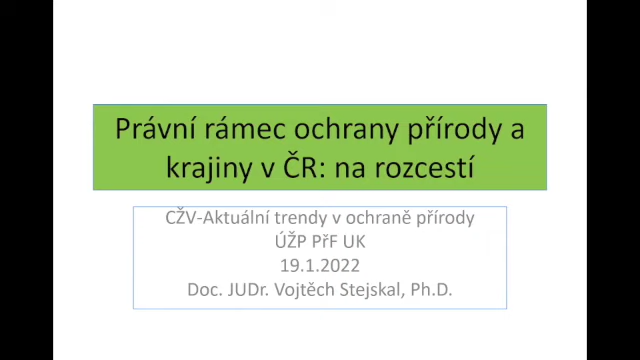 Právní rámec ochrany přírody a
krajiny v ČR: na rozcestí
CŽV-Aktuální trendy v ochraně přírody
ÚŽP PřF UK
19.1.2022
Doc. JUDr. Vojtěch Stejskal, Ph.D.